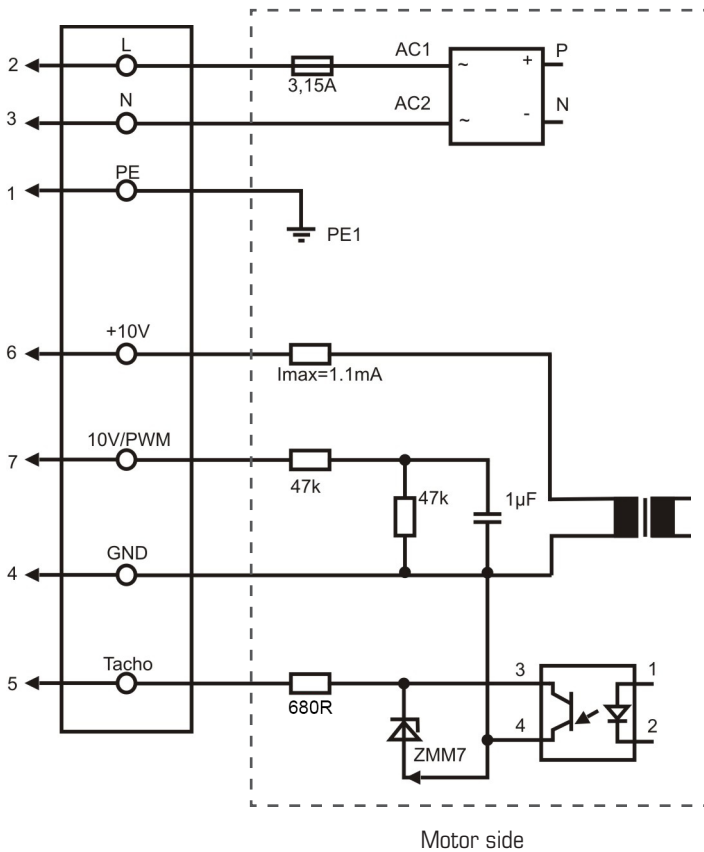 L
AC1
P
2
~
+
3,15A
N
AC2
N
3
~
-
PE
1
PE1
+10V
6
Imax=1.1mA
10V/PWM
7
47k
47k
1µF
GND
4
Tacho
3
1
5
680R
4
2
ZMM7
Motor side